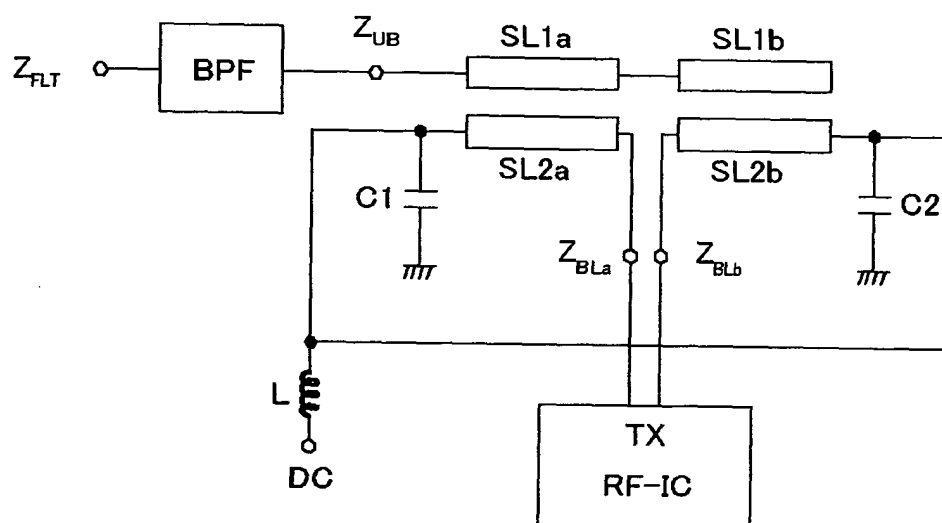 Z_FLT
BPF
Z_UB
SL1a
SL1b
SL2a
SL2b
C1
C2
Z_BLa
Z_BLb
L
DC
TX
RF-IC